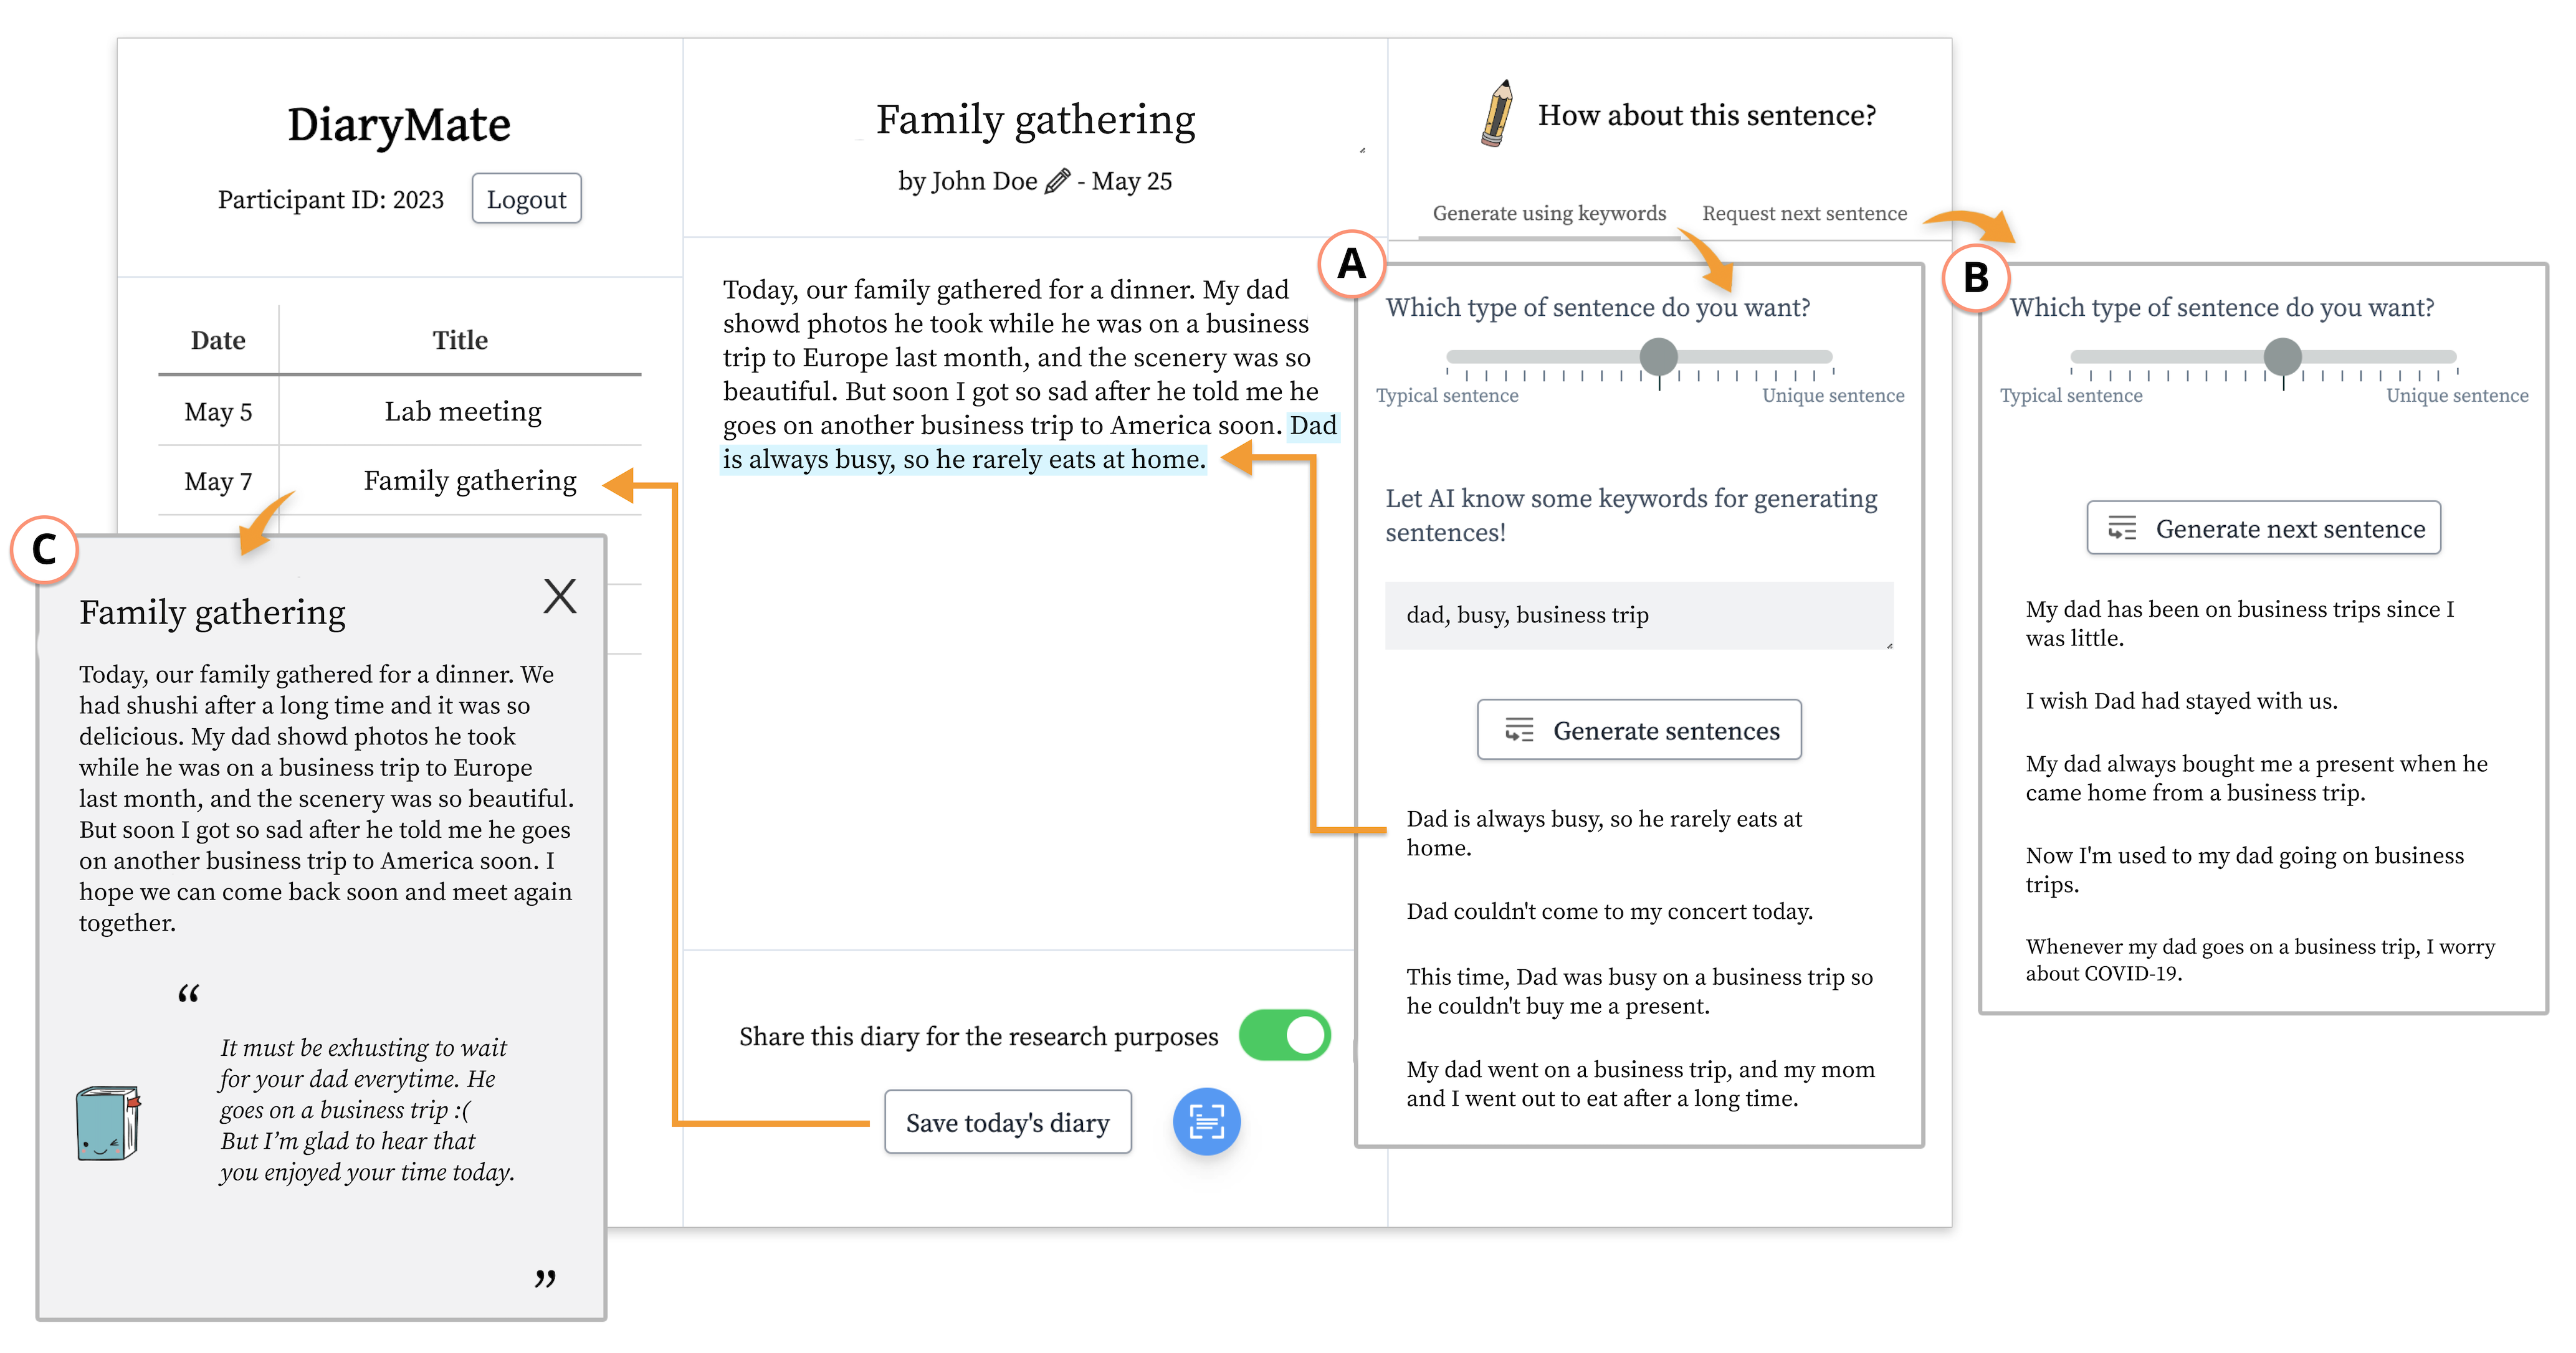 DiaryMate
Participant ID: 2023
Logout
Date
Title
May 5
Lab meeting
May 7
Family gathering
C
Family gathering
X
Today, our family gathered for a dinner. We
had shushi after a long time and it was so
delicious. My dad showd photos he took
while he was on a business trip to Europe
last month, and the scenery was so beautiful.
But soon I got so sad after he told me he goes
on another business trip to America soon. I
hope we can come back soon and meet again
together.
“
It must be exhusting to wait
for your dad everytime. He
goes on a business trip :(
But I’m glad to hear that
you enjoyed your time today.
”
Family gathering
by John Doe - May 25
Today, our family gathered for a dinner. My dad
showd photos he took while he was on a business
trip to Europe last month, and the scenery was so
beautiful. But soon I got so sad after he told me he
goes on another business trip to America soon. Dad
is always busy, so he rarely eats at home.
Share this diary for the research purposes
Save today's diary
How about this sentence?
Generate using keywords
Request next sentence
A
Which type of sentence do you want?
Typical sentence
Unique sentence
Let AI know some keywords for generating
sentences!
dad, busy, business trip
Generate sentences
Dad is always busy, so he rarely eats at
home.
Dad couldn't come to my concert today.
This time, Dad was busy on a business trip so
he couldn't buy me a present.
My dad went on a business trip, and my mom
and I went out to eat after a long time.
B
Which type of sentence do you want?
Typical sentence
Unique sentence
Generate next sentence
My dad has been on business trips since I
was little.
I wish Dad had stayed with us.
My dad always bought me a present when he
came home from a business trip.
Now I'm used to my dad going on business
trips.
Whenever my dad goes on a business trip, I worry
about COVID-19.